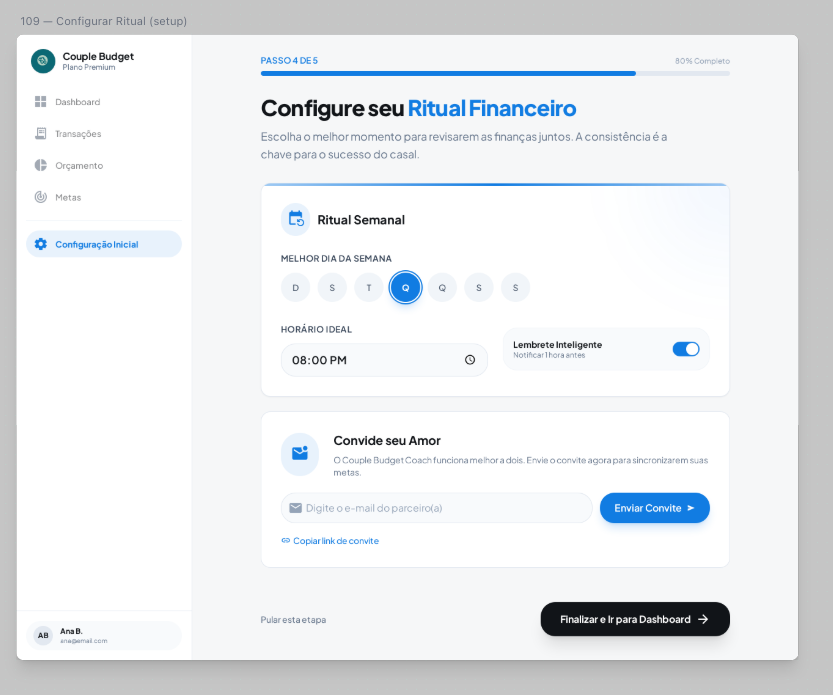 109 — Configurar Ritual (setup)
Couple Budget
Plano Premium
Dashboard
Transações
Orçamento
Metas
Configuração Inicial
AB
Ana B.
ana@email.com
PASSO 4 DE 5
80% Completo
Configure seu Ritual Financeiro
Escolha o melhor momento para revisarem as finanças juntos. A consistência é a
chave para o sucesso do casal.
Ritual Semanal
MELHOR DIA DA SEMANA
D S T Q Q S S
HORÁRIO IDEAL
08:00 PM
Lembrete Inteligente
Notificar 1 hora antes
Convide seu Amor
O Couple Budget Coach funciona melhor a dois. Envie o convite agora para sincronizarem suas
metas.
Digite o e-mail do parceiro(a)
Enviar Convite
Copiar link de convite
Pular esta etapa
Finalizar e Ir para Dashboard